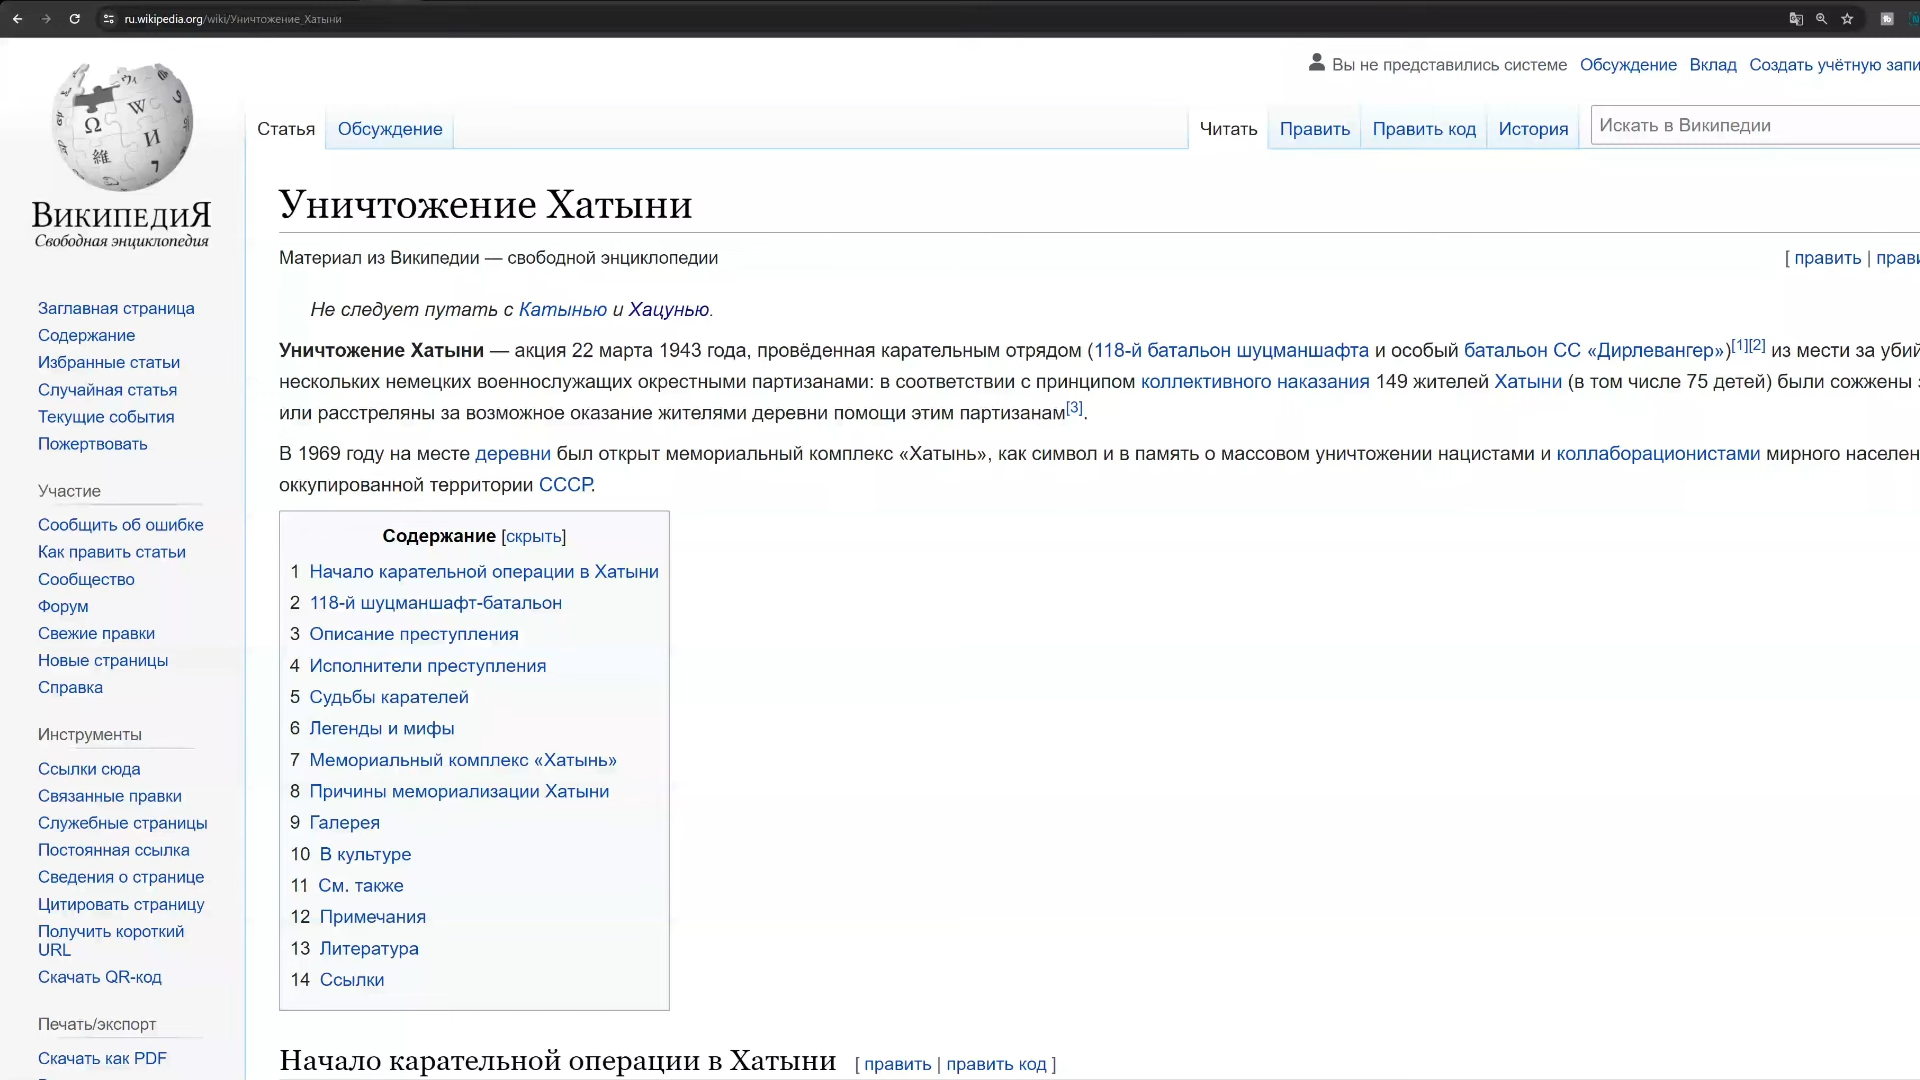 ru.wikipedia.org/wiki/Уничтожение_Хатыни
Вы не представились системе Обсуждение Вклад Создать учётную
Статья Обсуждение Читать Править Править код История Искать в Википедии
ВикипедиЯ
Свободная энциклопедия
Уничтожение Хатыни
Материал из Википедии — свободной энциклопедии [ править |
Не следует путать с Катынью и Хацунью.
Уничтожение Хатыни — акция 22 марта 1943 года, проведённая карательным отрядом (118-й батальон шуцманшафта и особый батальон СС «Дирлевангер»)[1][2] из мести за
нескольких немецких военнослужащих окрестными партизанами: в соответствии с принципом коллективного наказания 149 жителей Хатыни (в том числе 75 детей) были сожжены
или расстреляны за возможное оказание жителями деревни помощи этим партизанам[3].
В 1969 году на месте деревни был открыт мемориальный комплекс «Хатынь», как символ и в память о массовом уничтожении нацистами и коллаборационистами мирного
оккупированной территории СССР.
Содержание [скрыть]
1 Начало карательной операции в Хатыни
2 118-й шуцманшафт-батальон
3 Описание преступления
4 Исполнители преступления
5 Судьбы карателей
6 Легенды и мифы
7 Мемориальный комплекс «Хатынь»
8 Причины мемориализации Хатыни
9 Галерея
10 В культуре
11 См. также
12 Примечания
13 Литература
14 Ссылки
Начало карательной операции в Хатыни [ править | править код ]
Заглавная страница
Содержание
Избранные статьи
Случайная статья
Текущие события
Пожертвовать
Участие
Сообщить об ошибке
Как править статьи
Сообщество
Форум
Свежие правки
Новые страницы
Справка
Инструменты
Ссылки сюда
Связанные правки
Служебные страницы
Постоянная ссылка
Сведения о странице
Цитировать страницу
Получить короткий
URL
Скачать QR-код
Печать/экспорт
Скачать как PDF